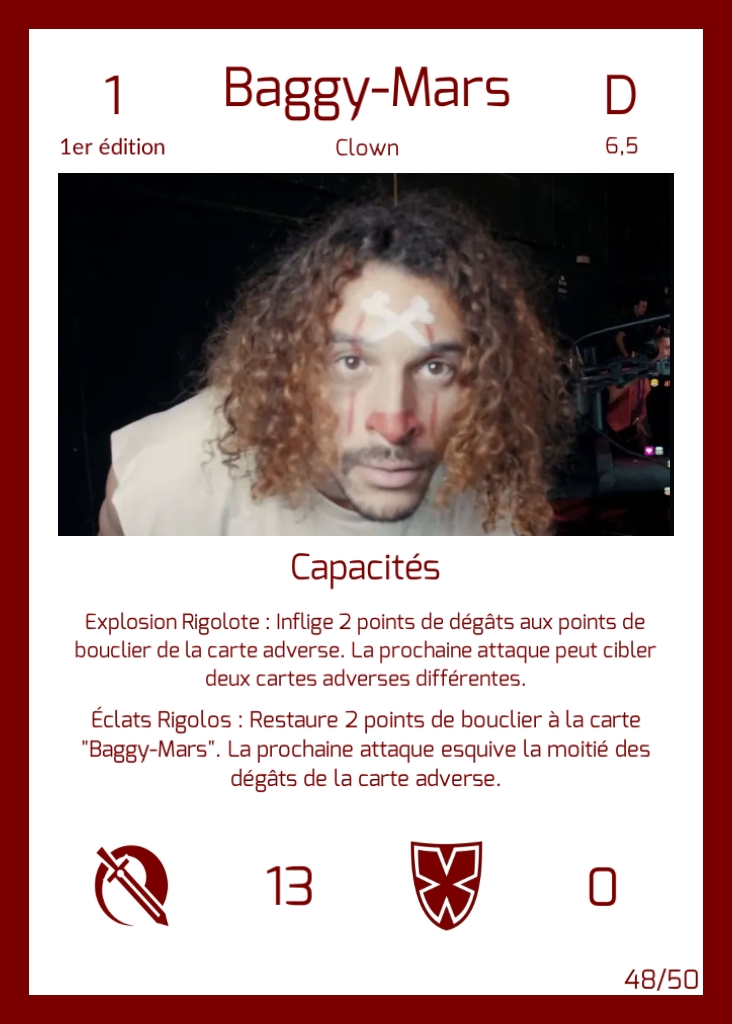 1
Baggy-Mars
D
1er édition
Clown
6,5
Capacités
Explosion Rigolote : Inflige 2 points de dégâts aux points de
bouclier de la carte adverse. La prochaine attaque peut cibler
deux cartes adverses différentes.
Éclats Rigolos : Restaure 2 points de bouclier à la carte
"Baggy-Mars". La prochaine attaque esquive la moitié des
dégâts de la carte adverse.
13
0
48/50